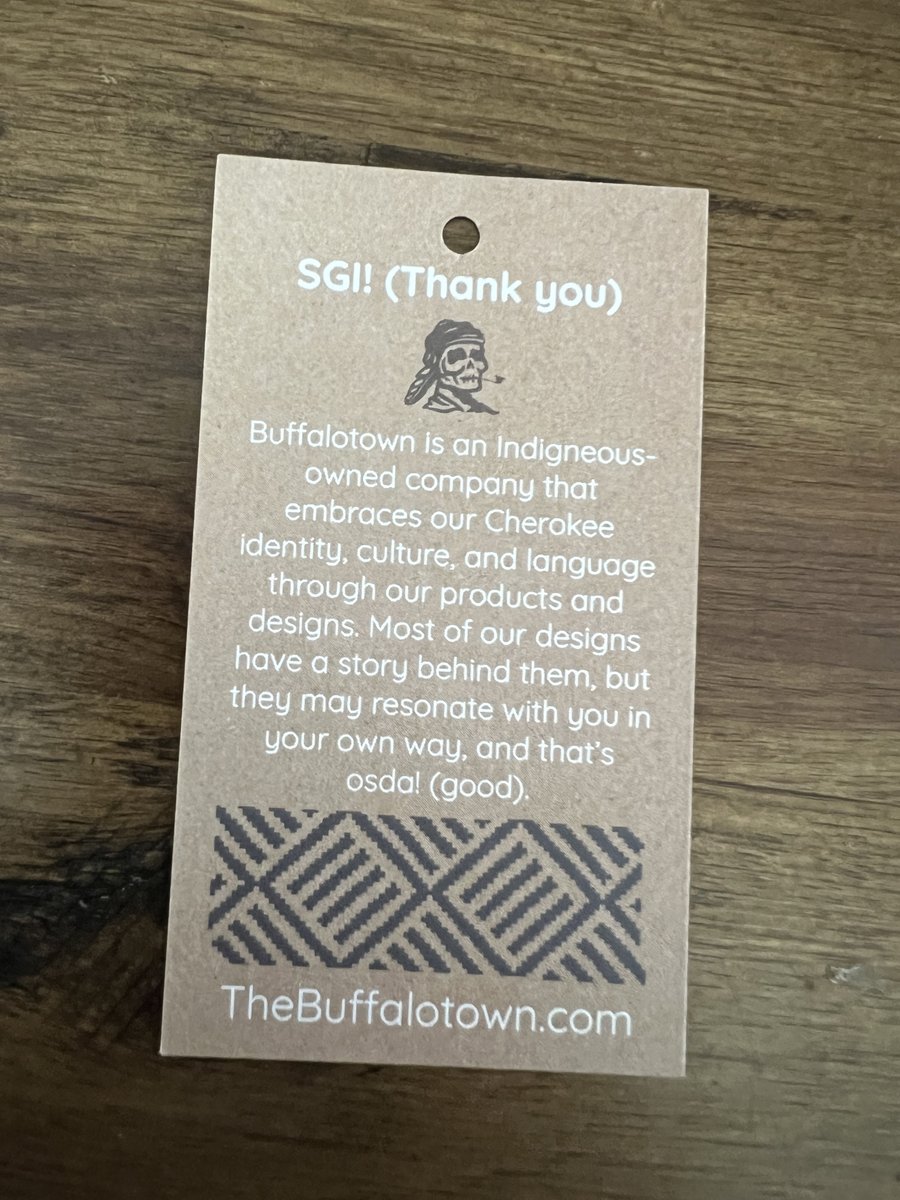 SGI! (Thank you)
Buffalotown is an Indigneous-
owned company that
embraces our Cherokee
identity, culture, and language
through our products and
designs. Most of our designs
have a story behind them, but
they may resonate with you in
your own way, and that's
osda! (good).
TheBuffalotown.com